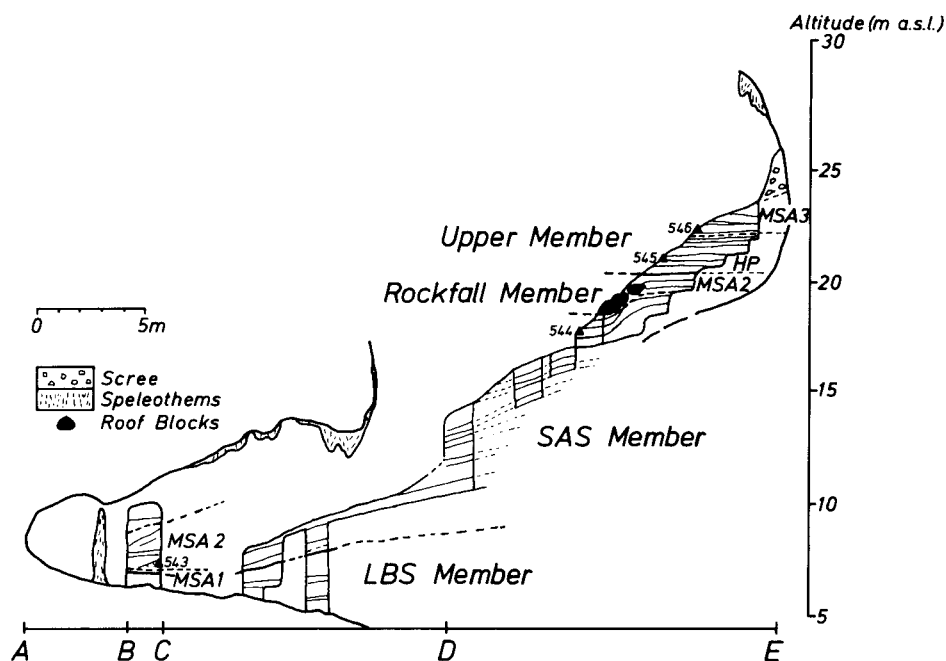 Altitude (m a.s.l.)
30
25
MSA3
546
Upper Member
545
HP
20
MSA2
Rockfall Member
544
0 5m
Scree
Speleothems
Roof Blocks
15
SAS Member
10
MSA 2
543
MSA1
LBS Member
5
A B C D E